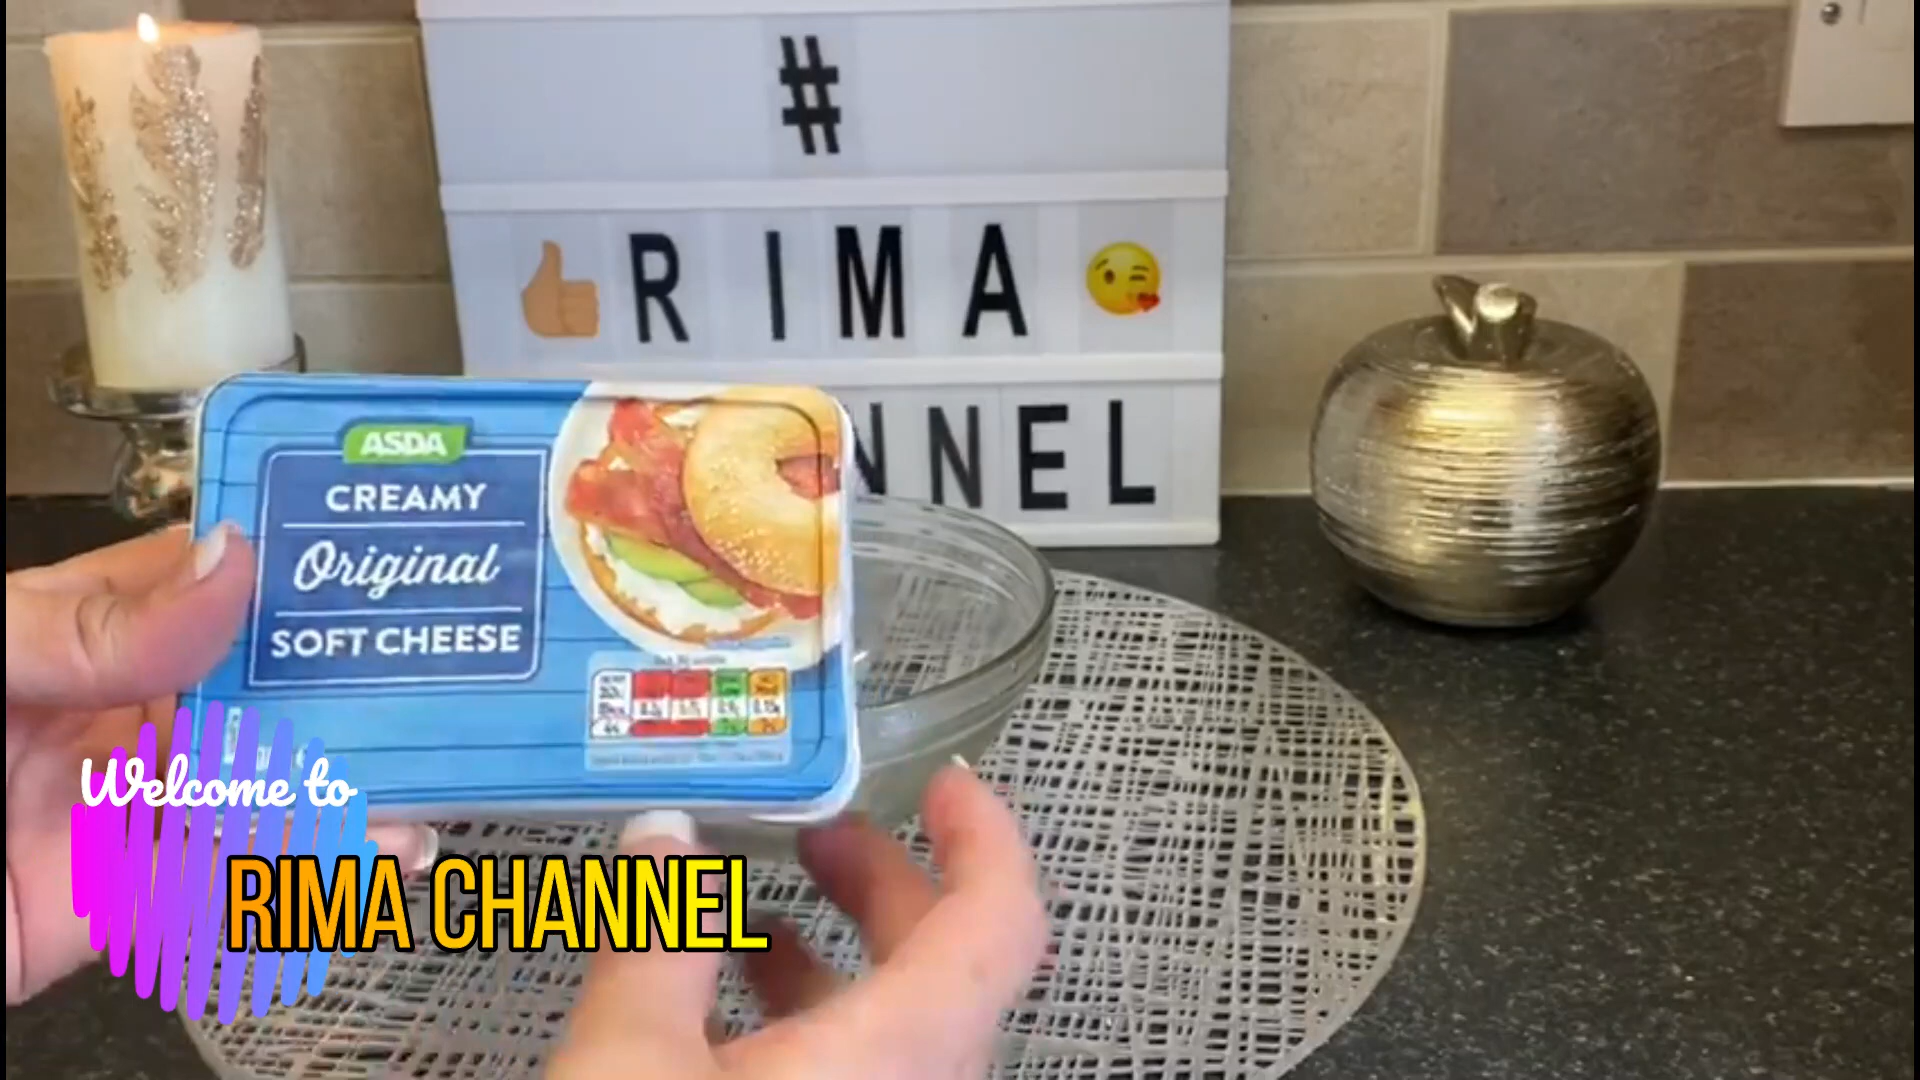 #
RIMA
NNEL
ASDA
CREAMY
Original
SOFT CHEESE
Welcome to
RIMA CHANNEL